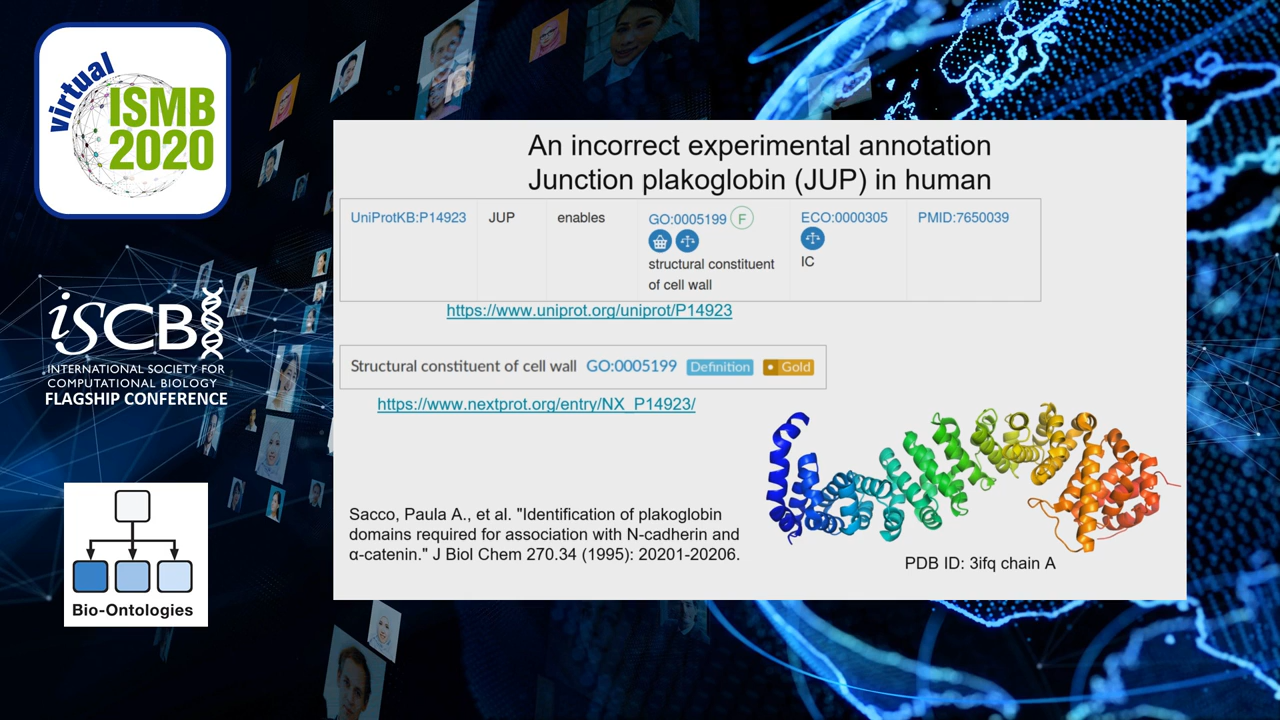 virtual
ISMB
2020
iSCB
INTERNATIONAL SOCIETY FOR
COMPUTATIONAL BIOLOGY
FLAGSHIP CONFERENCE
Bio-Ontologies
An incorrect experimental annotation
Junction plakoglobin (JUP) in human
UniProtKB:P14923 JUP enables GO:0005199 F ECO:0000305 PMID:7650039
IC
structural constituent
of cell wall
https://www.uniprot.org/uniprot/P14923
Structural constituent of cell wall GO:0005199 Definition Gold
https://www.nextprot.org/entry/NX_P14923/
Sacco, Paula A., et al. "Identification of plakoglobin
domains required for association with N-cadherin and
α-catenin." J Biol Chem 270.34 (1995): 20201-20206.
PDB ID: 3ifq chain A